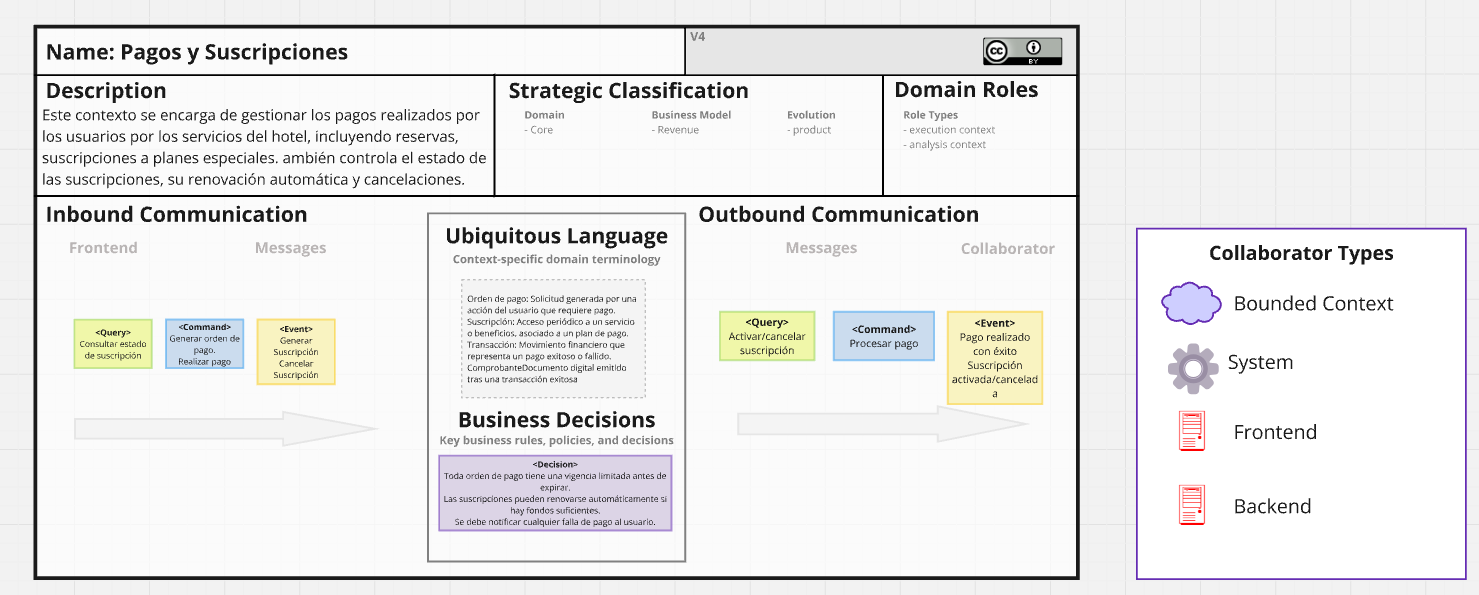 Name: Pagos y Suscripciones
V4
cc
BY
Description
Este contexto se encarga de gestionar los pagos realizados por
los usuarios por los servicios del hotel, incluyendo reservas,
suscripciones a planes especiales. ambién controla el estado de
las suscripciones, su renovación automática y cancelaciones.
Strategic Classification
Domain
- Core
Business Model
- Revenue
Evolution
- product
Domain Roles
Role Types
- execution context
- analysis context
Inbound Communication
Frontend
Messages
<Query>
Consultar estado
de suscripción
<Command>
Generar orden de
pago.
Realizar pago
<Event>
Generar
Suscripción
Cancelar
Suscripción
Ubiquitous Language
Context-specific domain terminology
Orden de pago: Solicitud generada por una
acción del usuario que requiere pago.
Suscripción: Acceso periódico a un servicio
o beneficios, asociado a un plan de pago.
Transacción: Movimiento financiero que
representa un pago exitoso o fallido.
ComprobanteDocumento digital emitido
tras una transacción exitosa
Business Decisions
Key business rules, policies, and decisions
<Decision>
Toda orden de pago tiene una vigencia limitada antes de
expirar.
Las suscripciones pueden renovarse automáticamente si
hay fondos suficientes.
Se debe notificar cualquier falla de pago al usuario.
Outbound Communication
Messages
Collaborator
<Query>
Activar/cancelar
suscripción
<Command>
Procesar pago
<Event>
Pago realizado
con éxito
Suscripción
activada/cancelad
a
Collaborator Types
Bounded Context
System
Frontend
Backend